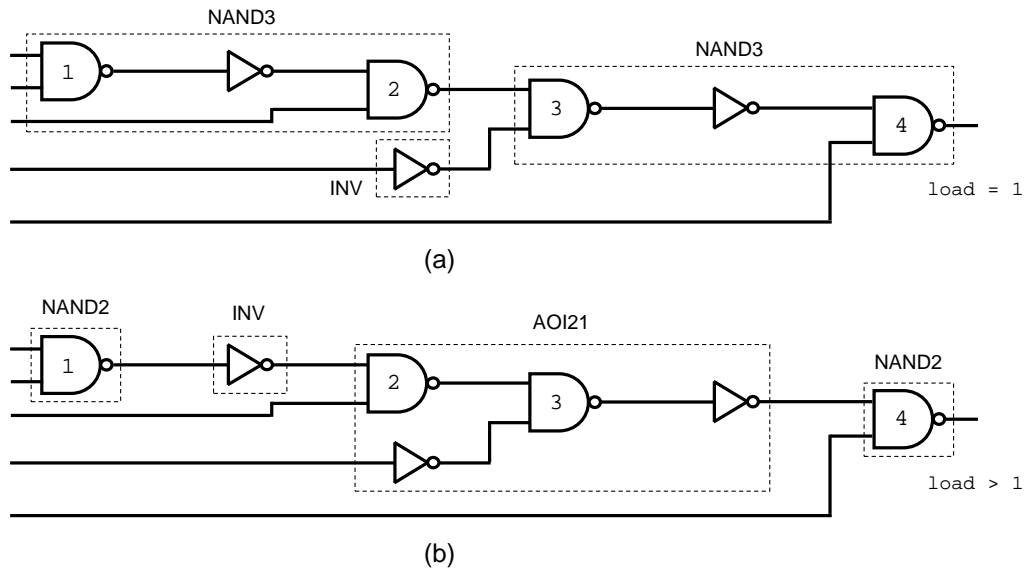 NAND3
NAND3
1
2
3
4
INV
load = 1
(a)
NAND2
INV
AOI21
NAND2
1
2
3
4
load > 1
(b)